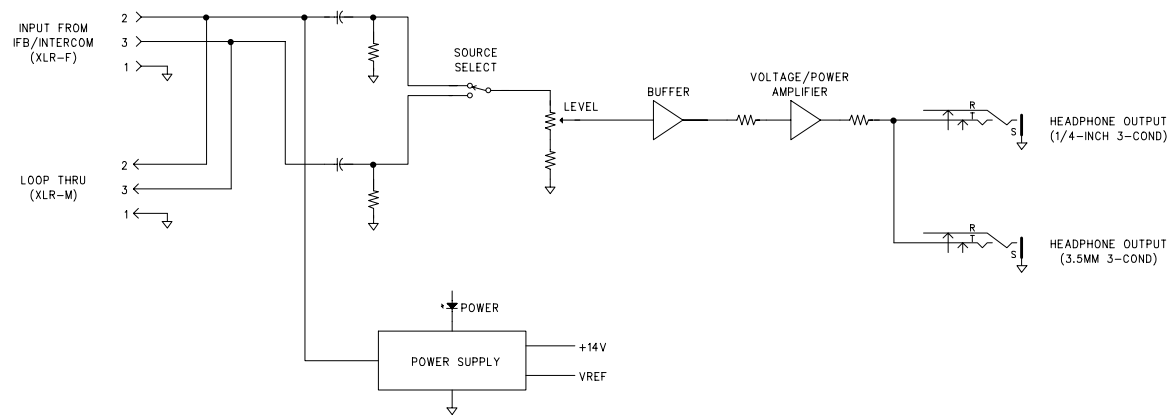 INPUT FROM
IFB/INTERCOM
(XLR-F)
2
3
1
SOURCE
SELECT
LEVEL
BUFFER
VOLTAGE/POWER
AMPLIFIER
R
T
S
HEADPHONE OUTPUT
(1/4-INCH 3-COND)
LOOP THRU
(XLR-M)
2
3
1
R
T
S
HEADPHONE OUTPUT
(3.5MM 3-COND)
POWER
POWER SUPPLY
+14V
VREF